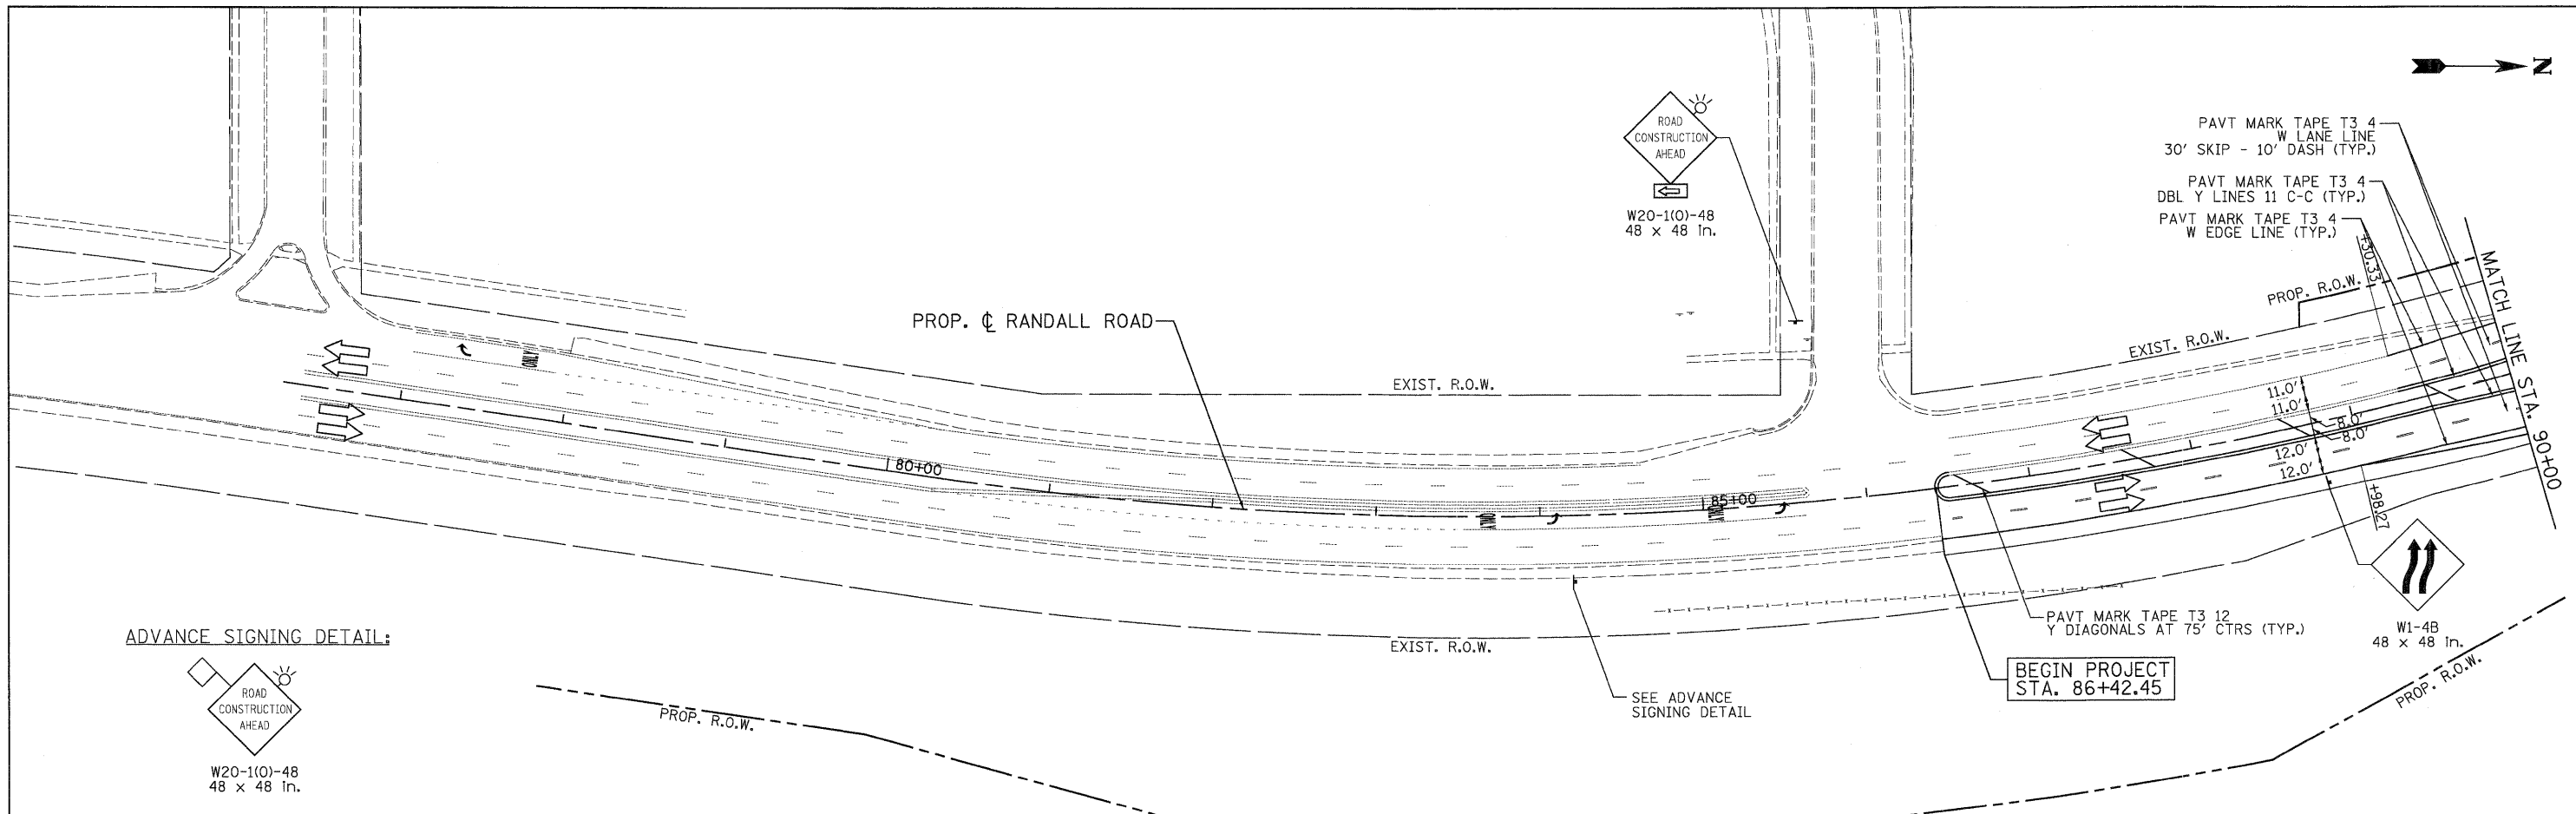 N
PAVT MARK TAPE T3 4
W LANE LINE
30' SKIP - 10' DASH (TYP.)
PAVT MARK TAPE T3 4
DBL Y LINES 11 C-C (TYP.)
PAVT MARK TAPE T3 4
W EDGE LINE (TYP.)
+30.33
ROAD
CONSTRUCTION
AHEAD
W20-1(O)-48
48 x 48 In.
PROP. R.O.W.
MATCH LINE STA. 90+00
EXIST. R.O.W.
PROP. ℄ RANDALL ROAD
ONLY
EXIST. R.O.W.
11.0'
11.0'
8.0'
8.0'
12.0'
12.0'
80+00
85+00
ONLY
ONLY
+98.27
PAVT MARK TAPE T3 12
Y DIAGONALS AT 75' CTRS (TYP.)
W1-4B
48 x 48 In.
ADVANCE SIGNING DETAIL:
EXIST. R.O.W.
BEGIN PROJECT
STA. 86+42.45
ROAD
CONSTRUCTION
AHEAD
W20-1(O)-48
48 x 48 In.
PROP. R.O.W.
SEE ADVANCE
SIGNING DETAIL
PROP. R.O.W.